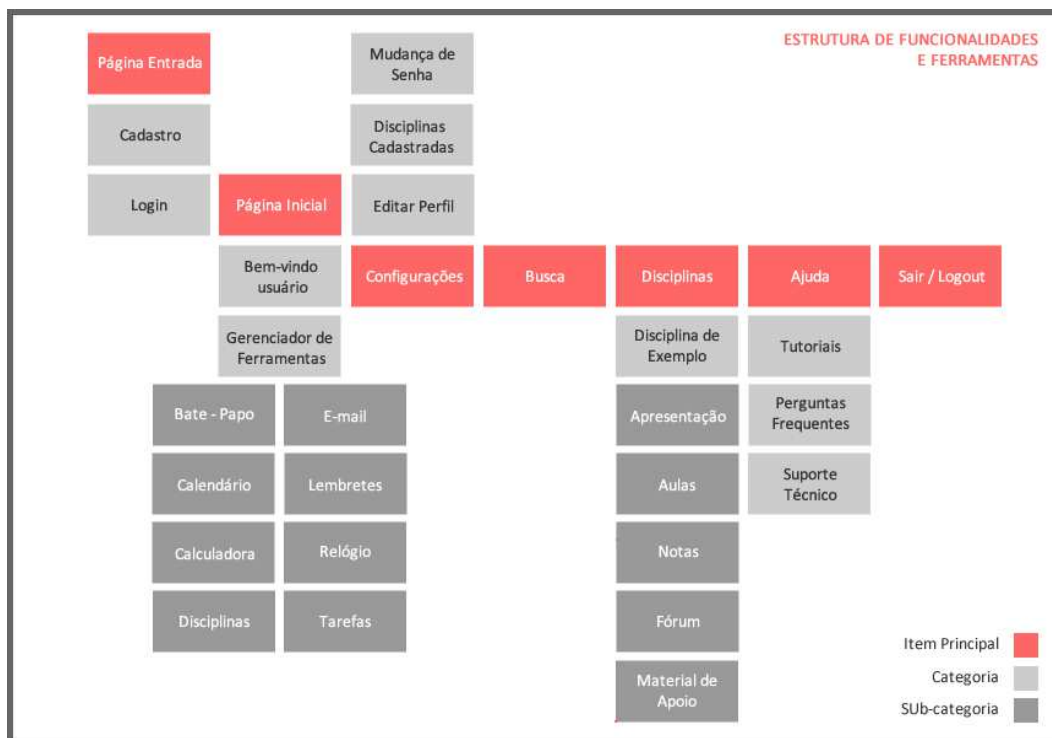 ESTRUTURA DE FUNCIONALIDADES
E FERRAMENTAS
Página Entrada
Cadastro
Login
Página Inicial
Bem-vindo
usuário
Gerenciador de
Ferramentas
Mudança de
Senha
Disciplinas
Cadastradas
Editar Perfil
Configurações
Busca
Disciplinas
Ajuda
Sair / Logout
Disciplina de
Exemplo
Tutoriais
Bate - Papo
E-mail
Apresentação
Perguntas
Frequentes
Calendário
Lembretes
Aulas
Suporte
Técnico
Calculadora
Relógio
Notas
Disciplinas
Tarefas
Fórum
Material de
Apoio
Item Principal
Categoria
SUb-categoria